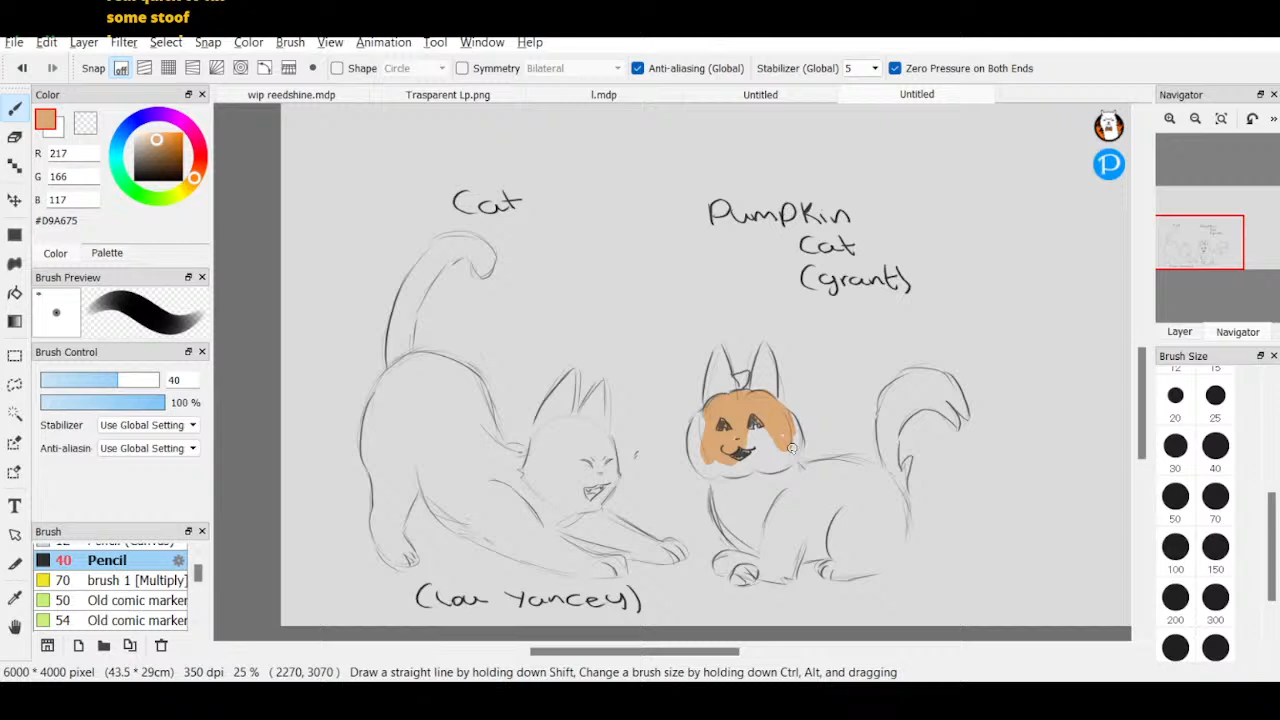 some stoof
File Edit Layer Filter Select Snap Color Brush View Animation Tool Window Help
Snap off Shape Circle Symmetry Bilateral Anti-aliasing (Global) Stabilizer (Global) 5 Zero Pressure on Both Ends
Color wip reedshine.mdp Trasparent Lp.png l.mdp Untitled Untitled Navigator
R 217
G 166
B 117
#D9A675
Color Palette
Brush Preview
Brush Control
40
100 %
Stabilizer Use Global Setting
Anti-aliasin Use Global Setting
Brush
12 Pencil (Canvas)
40 Pencil
70 brush 1 [Multiply]
50 Old comic marker
54 Old comic marker
Cat
Pumpkin
Cat
(grant)
(Lou Yancey)
P
Layer Navigator
Brush Size
12 15
20 25
30 40
50 70
100 150
200 300
6000 * 4000 pixel (43.5 * 29cm) 350 dpi 25 % ( 2270, 3070 ) Draw a straight line by holding down Shift, Change a brush size by holding down Ctrl, Alt, and dragging